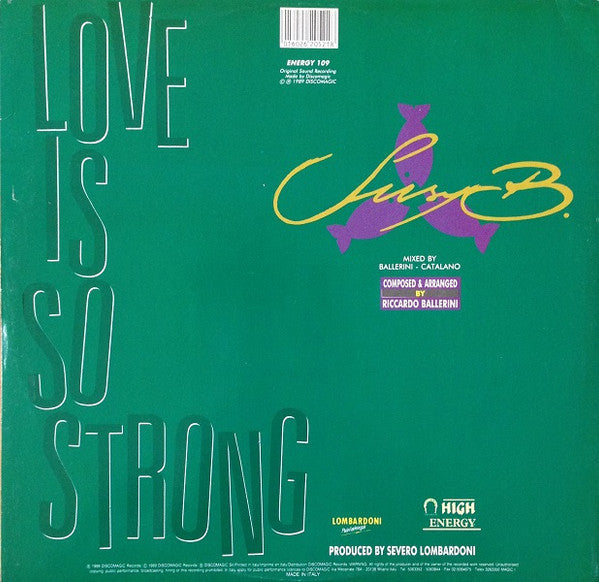 LOVE
IS
SO
STRONG
ENERGY 109
Original Sound Recording
Made by Discomagic
℗ © 1989 DISCOMAGIC
Susy B.
MIXED BY
BALLERINI - CATALANO
COMPOSED & ARRANGED
BY
RICCARDO BALLERINI
LOMBARDONI
HIGH
ENERGY
PRODUCED BY SEVERO LOMBARDONI
MADE IN ITALY